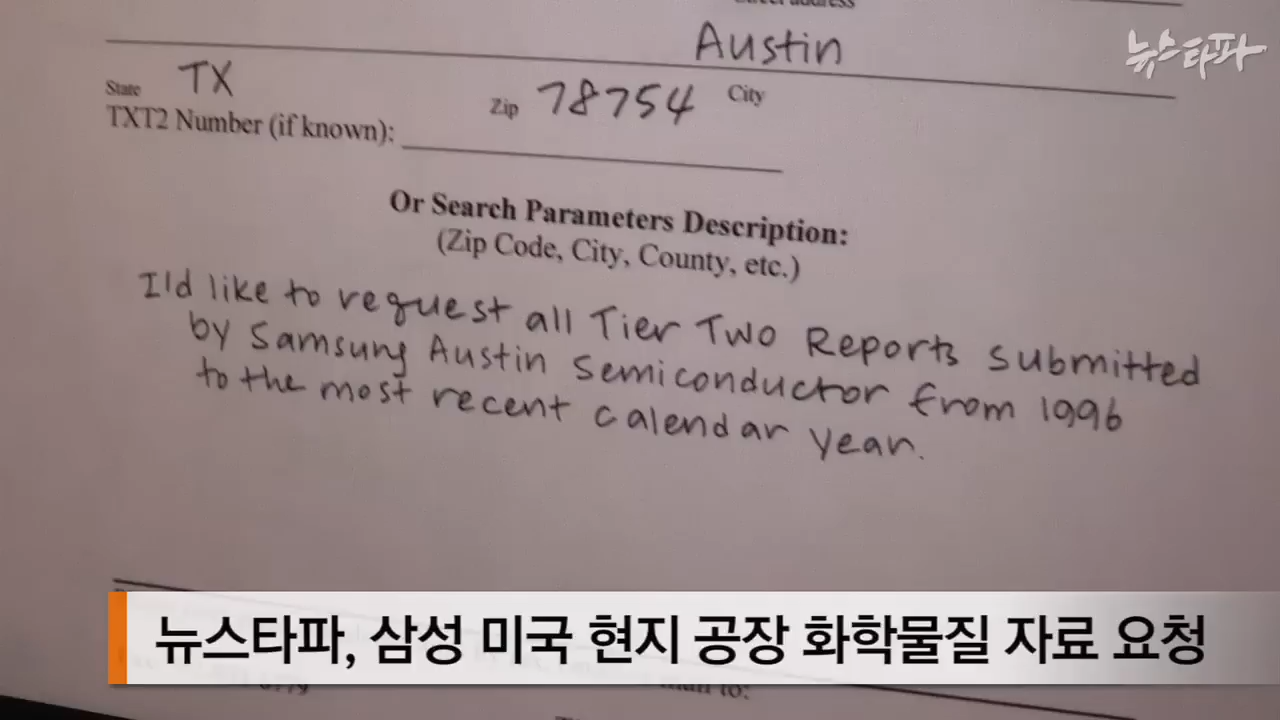 뉴스타파
Austin
State TX Zip 78754 City
TXT2 Number (if known):
Or Search Parameters Description:
(Zip Code, City, County, etc.)
I'd like to request all Tier Two Reports submitted
by Samsung Austin Semiconductor from 1996
to the most recent calendar year.
뉴스타파, 삼성 미국 현지 공장 화학물질 자료 요청
to: